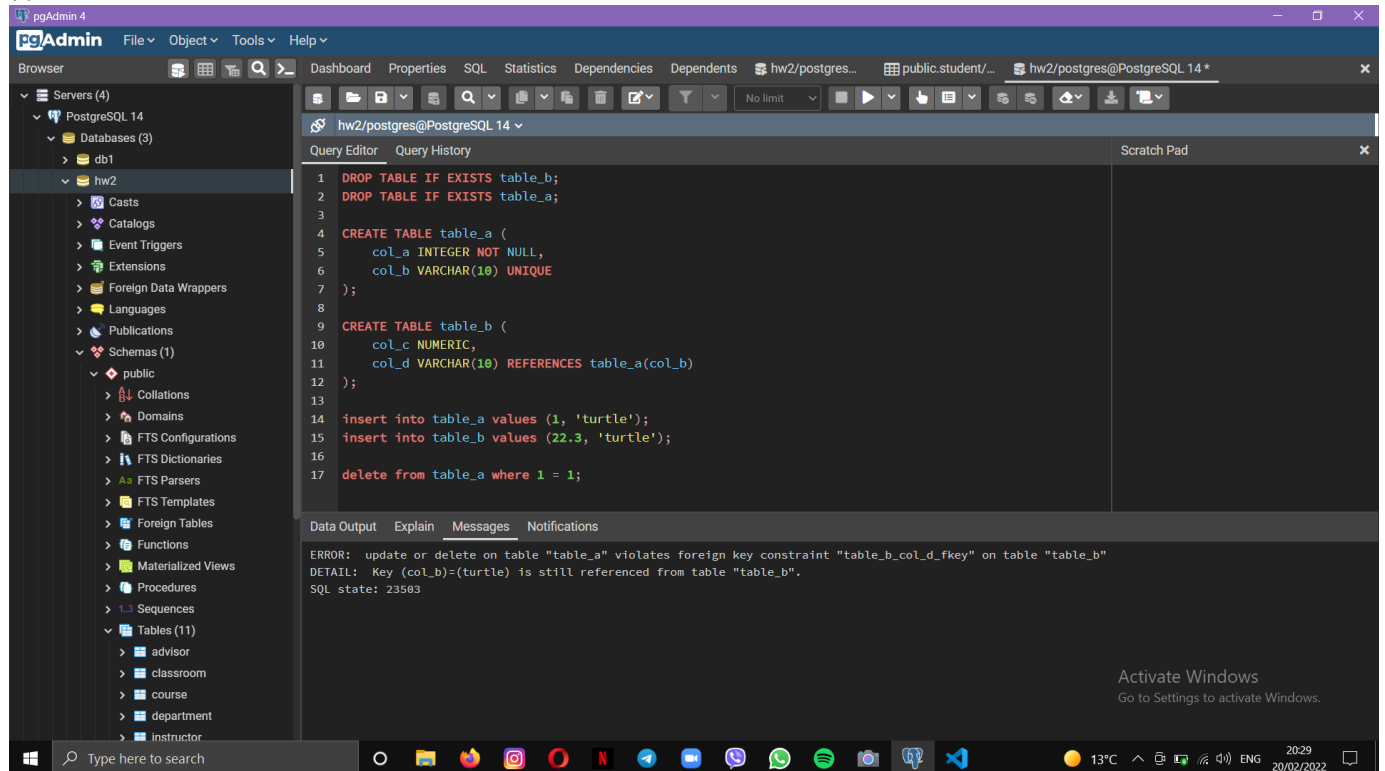 pgAdmin 4
pgAdmin File Object Tools Help
Browser
Dashboard Properties SQL Statistics Dependencies Dependents hw2/postgres... public.student/... hw2/postgres@PostgreSQL 14 *
Servers (4)
PostgreSQL 14
Databases (3)
db1
hw2
Casts
Catalogs
Event Triggers
Extensions
Foreign Data Wrappers
Languages
Publications
Schemas (1)
public
Collations
Domains
FTS Configurations
FTS Dictionaries
FTS Parsers
FTS Templates
Foreign Tables
Functions
Materialized Views
Procedures
1..3 Sequences
Tables (11)
advisor
classroom
course
department
instructor
No limit
hw2/postgres@PostgreSQL 14
Query Editor Query History
Scratch Pad
1 DROP TABLE IF EXISTS table_b;
2 DROP TABLE IF EXISTS table_a;
3
4 CREATE TABLE table_a (
5 col_a INTEGER NOT NULL,
6 col_b VARCHAR(10) UNIQUE
7 );
8
9 CREATE TABLE table_b (
10 col_c NUMERIC,
11 col_d VARCHAR(10) REFERENCES table_a(col_b)
12 );
13
14 insert into table_a values (1, 'turtle');
15 insert into table_b values (22.3, 'turtle');
16
17 delete from table_a where 1 = 1;
Data Output Explain Messages Notifications
ERROR: update or delete on table "table_a" violates foreign key constraint "table_b_col_d_fkey" on table "table_b"
DETAIL: Key (col_b)=(turtle) is still referenced from table "table_b".
SQL state: 23503
Activate Windows
Go to Settings to activate Windows.
Type here to search
13°C
ENG
20:29
20/02/2022